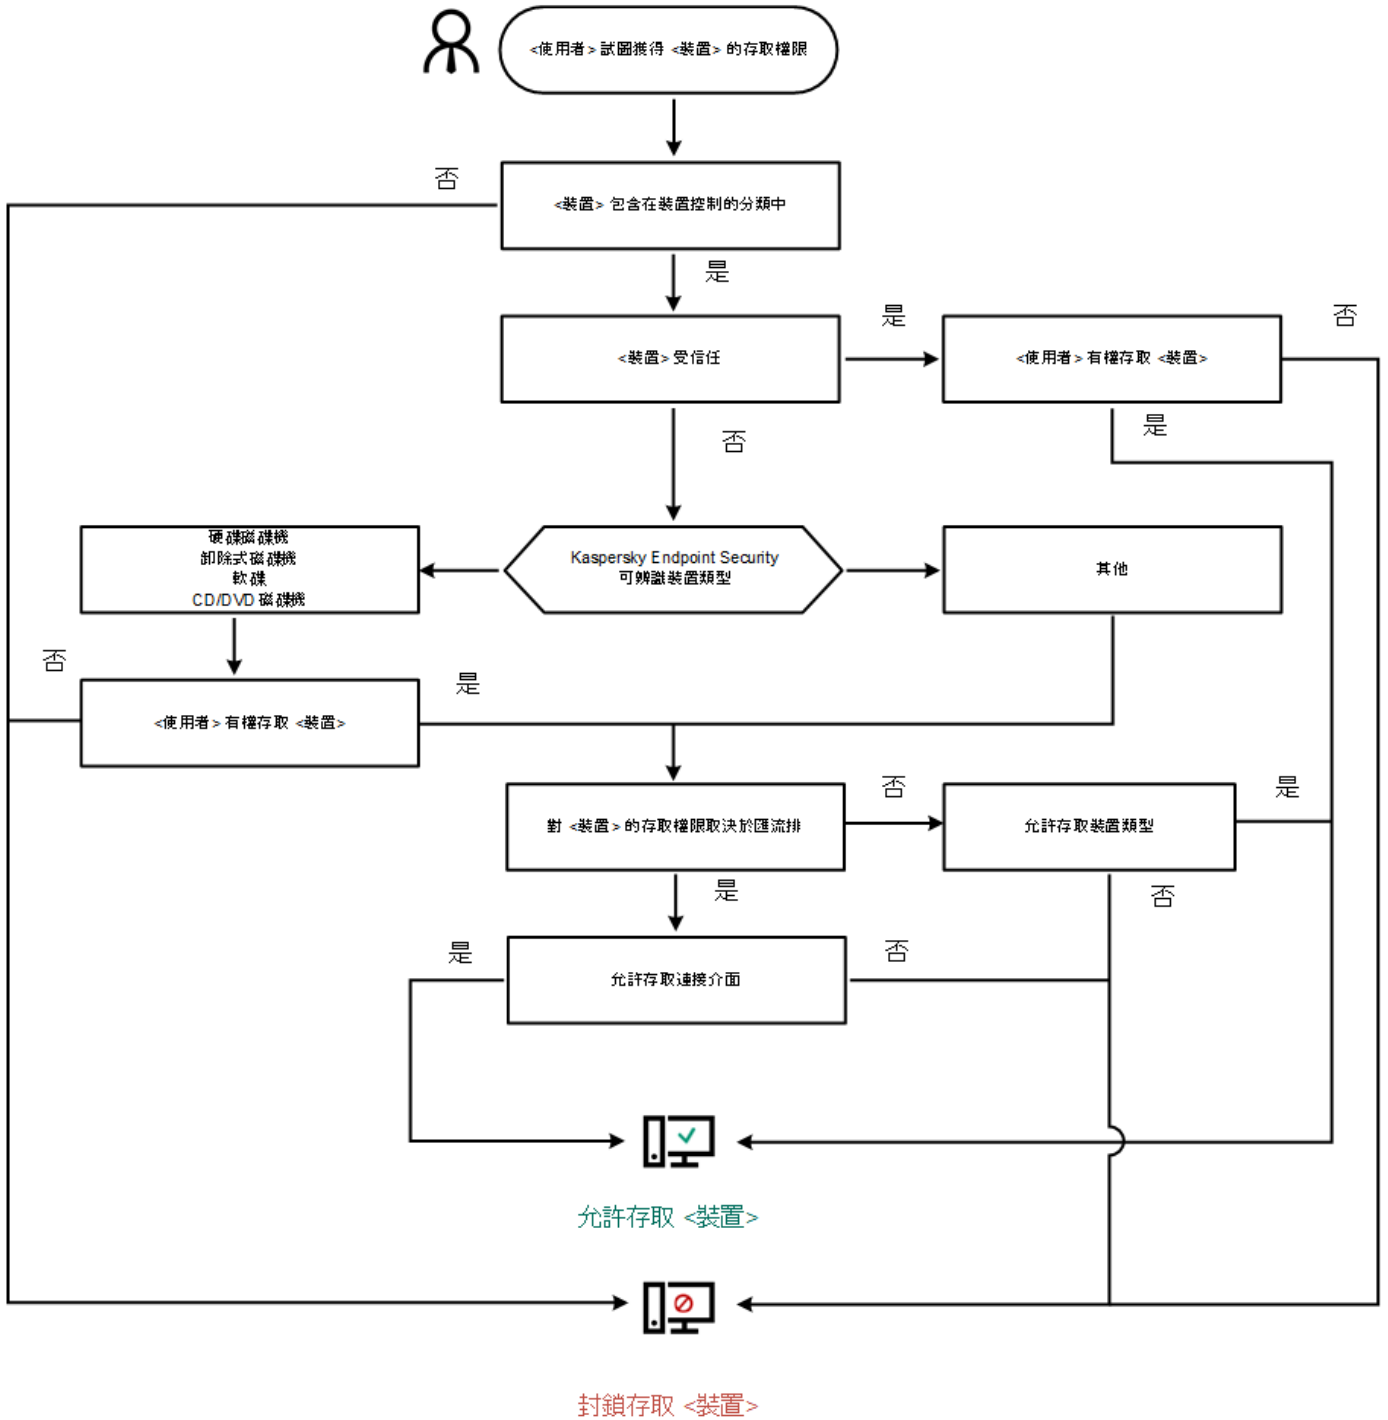 <使用者> 試圖獲得 <裝置> 的存取權限
否
<裝置> 包含在裝置控制的分類中
是
<裝置> 受信任
是
<使用者> 有權存取 <裝置>
否
是
否
硬碟磁碟機
卸除式磁碟機
軟碟
CD/DVD 磁碟機
Kaspersky Endpoint Security
可辨識裝置類型
其他
否
<使用者> 有權存取 <裝置>
是
對 <裝置> 的存取權限取決於匯流排
否
允許存取裝置類型
是
是
否
是
允許存取連接介面
否
允許存取 <裝置>
封鎖存取 <裝置>